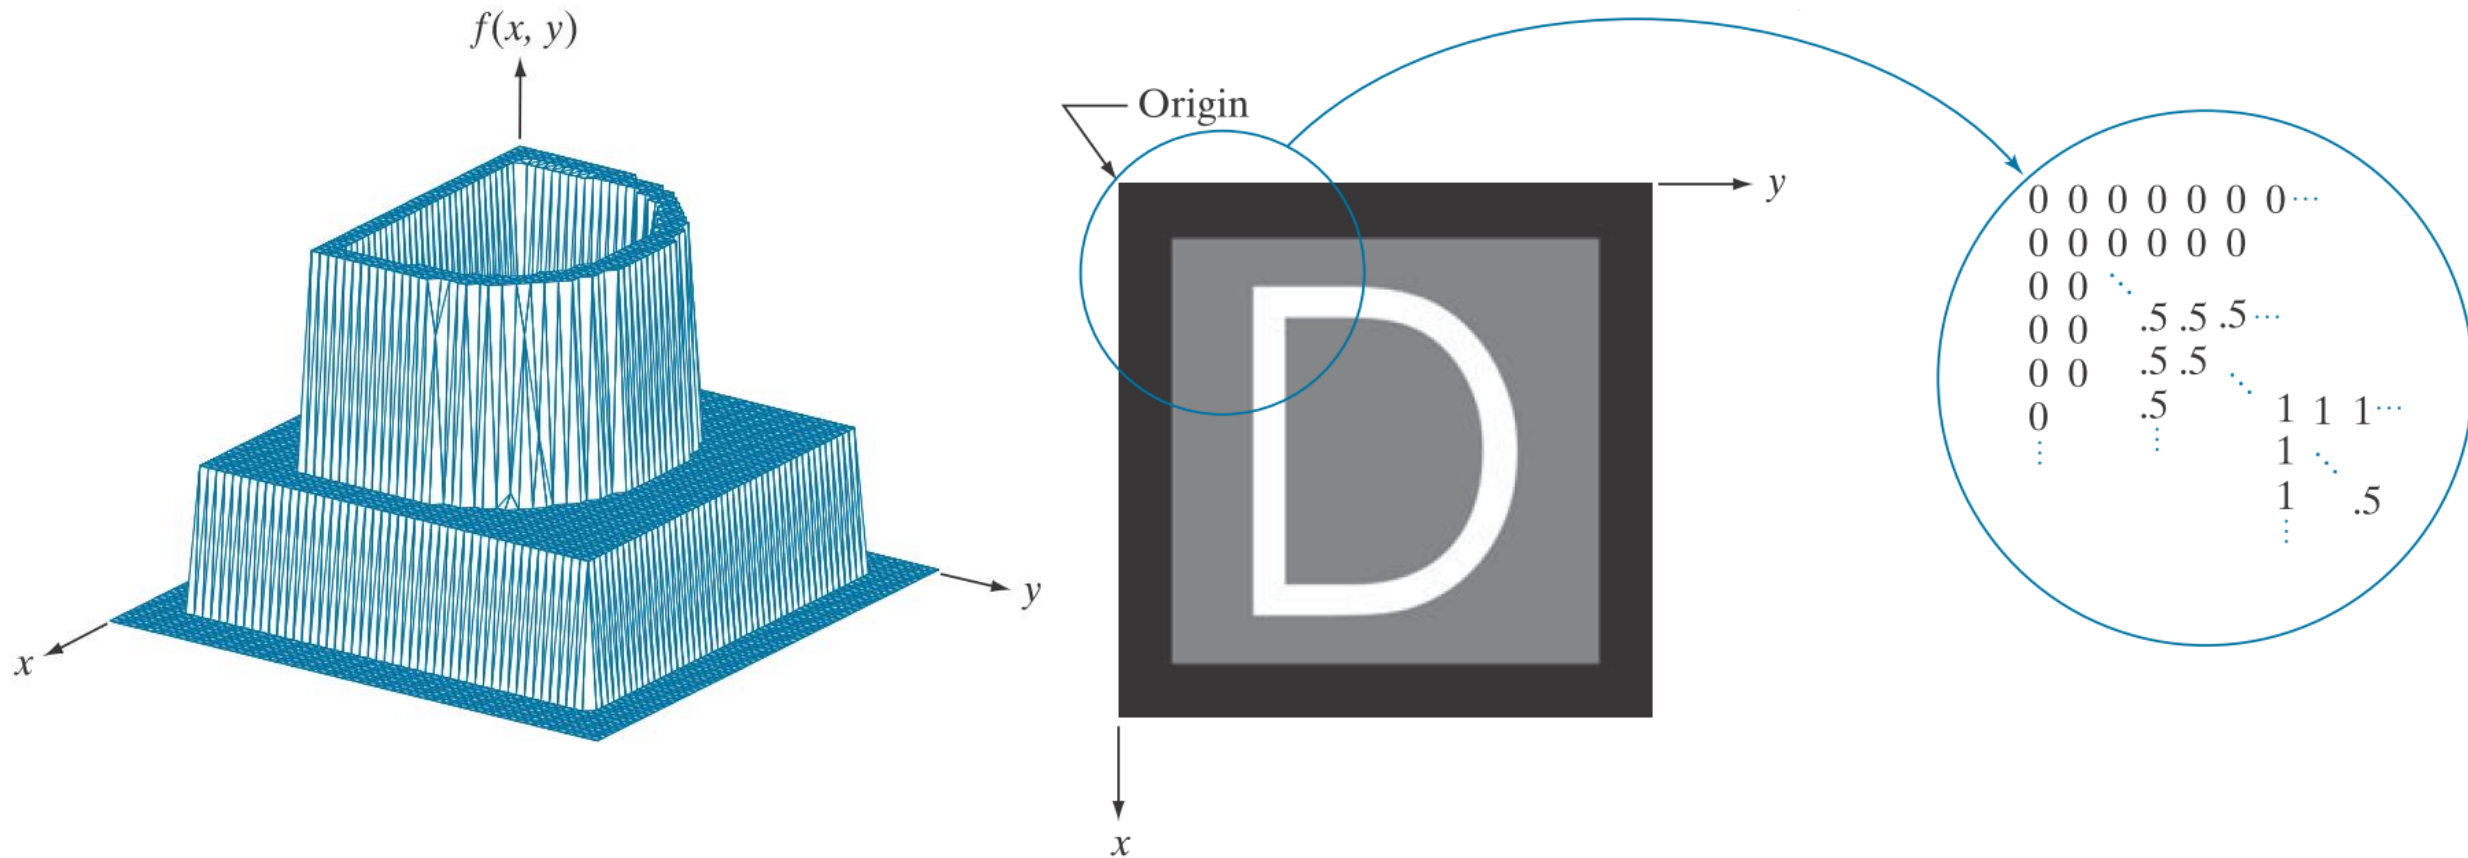 f(x, y)
y
x
Origin
y
x
D
0 0 0 0 0 0 0 ...
0 0 0 0 0 0
0 0 ⋱
0 0 .5 .5 .5 ...
0 0 .5 .5 ⋱
0 .5 1 1 1 ...
⋮ ⋮ 1 ⋱
1 .5
⋮